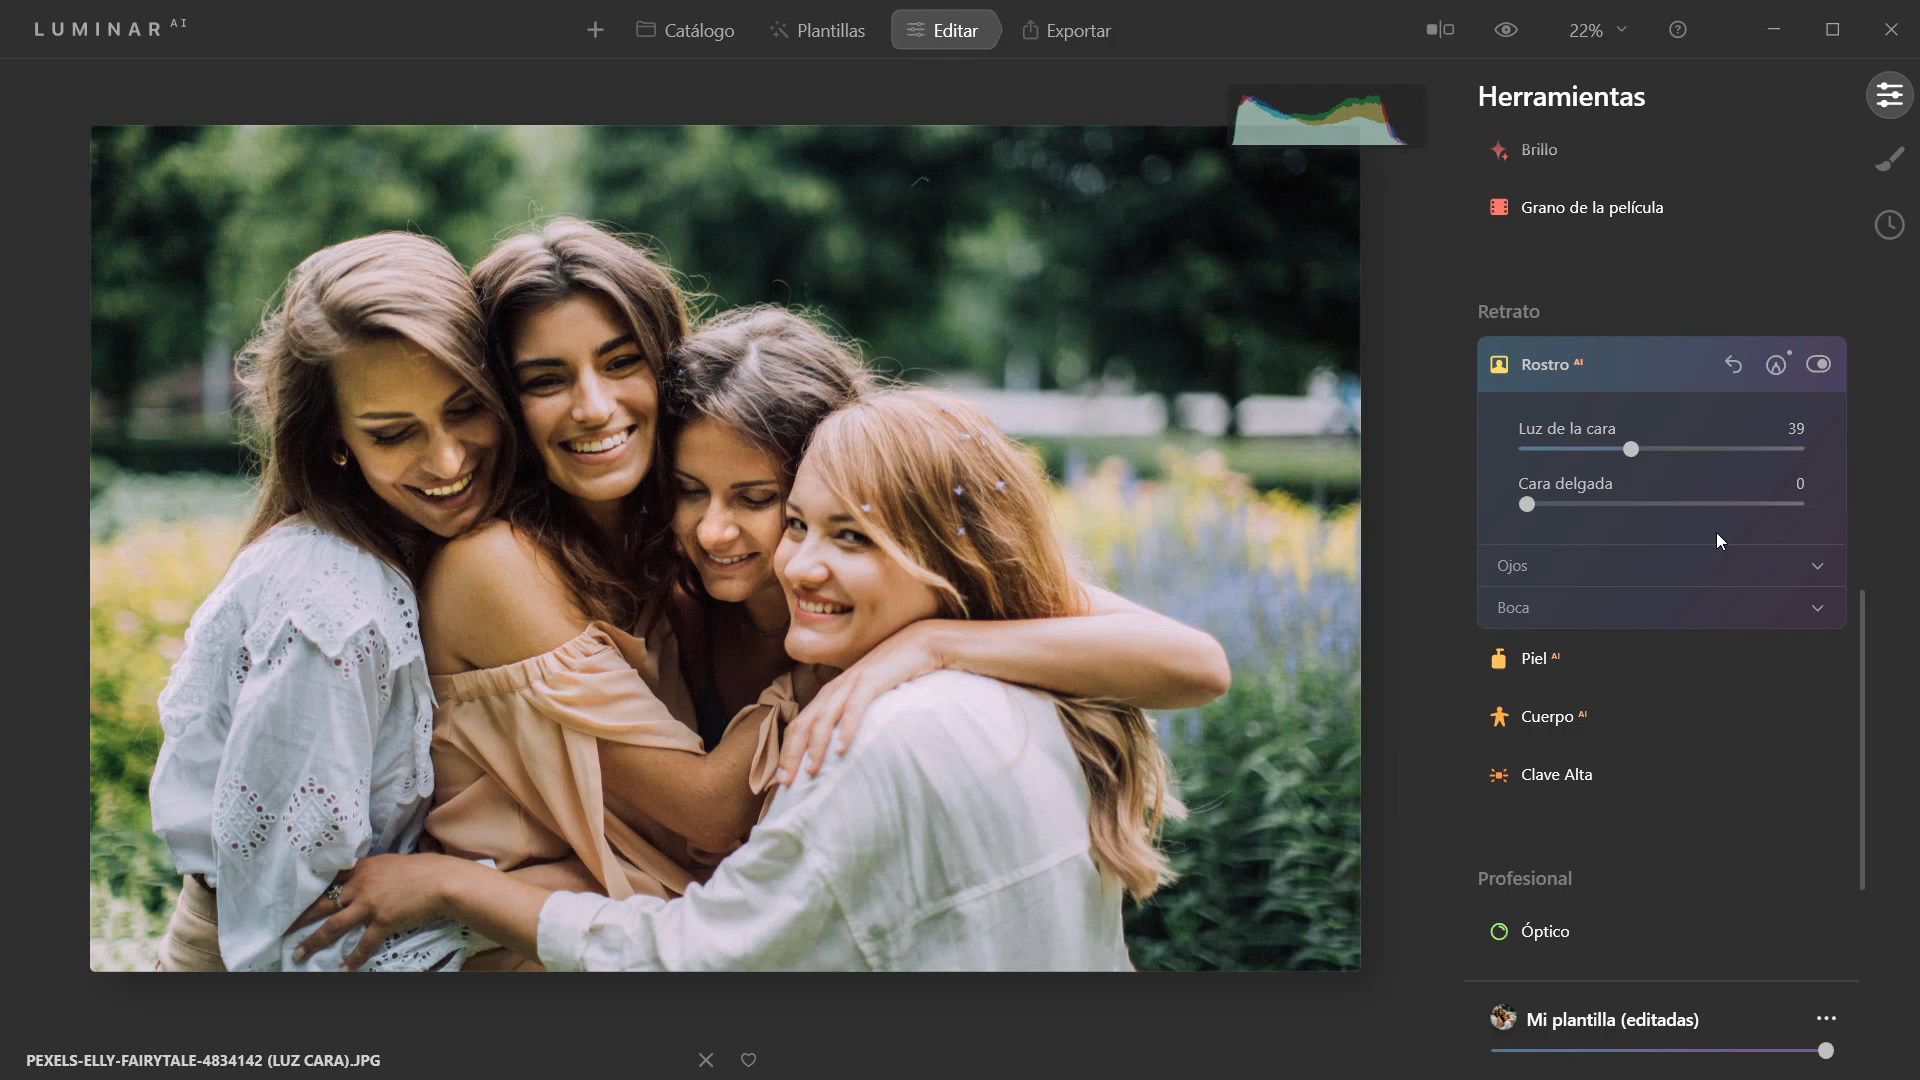 LUMINAR AI
Catálogo
Plantillas
Editar
Exportar
22%
Herramientas
Brillo
Grano de la película
Retrato
Rostro AI
Luz de la cara 39
Cara delgada 0
Ojos
Boca
Piel AI
Cuerpo AI
Clave Alta
Profesional
Óptico
Mi plantilla (editadas)
PEXELS-ELLY-FAIRYTALE-4834142 (LUZ CARA).JPG